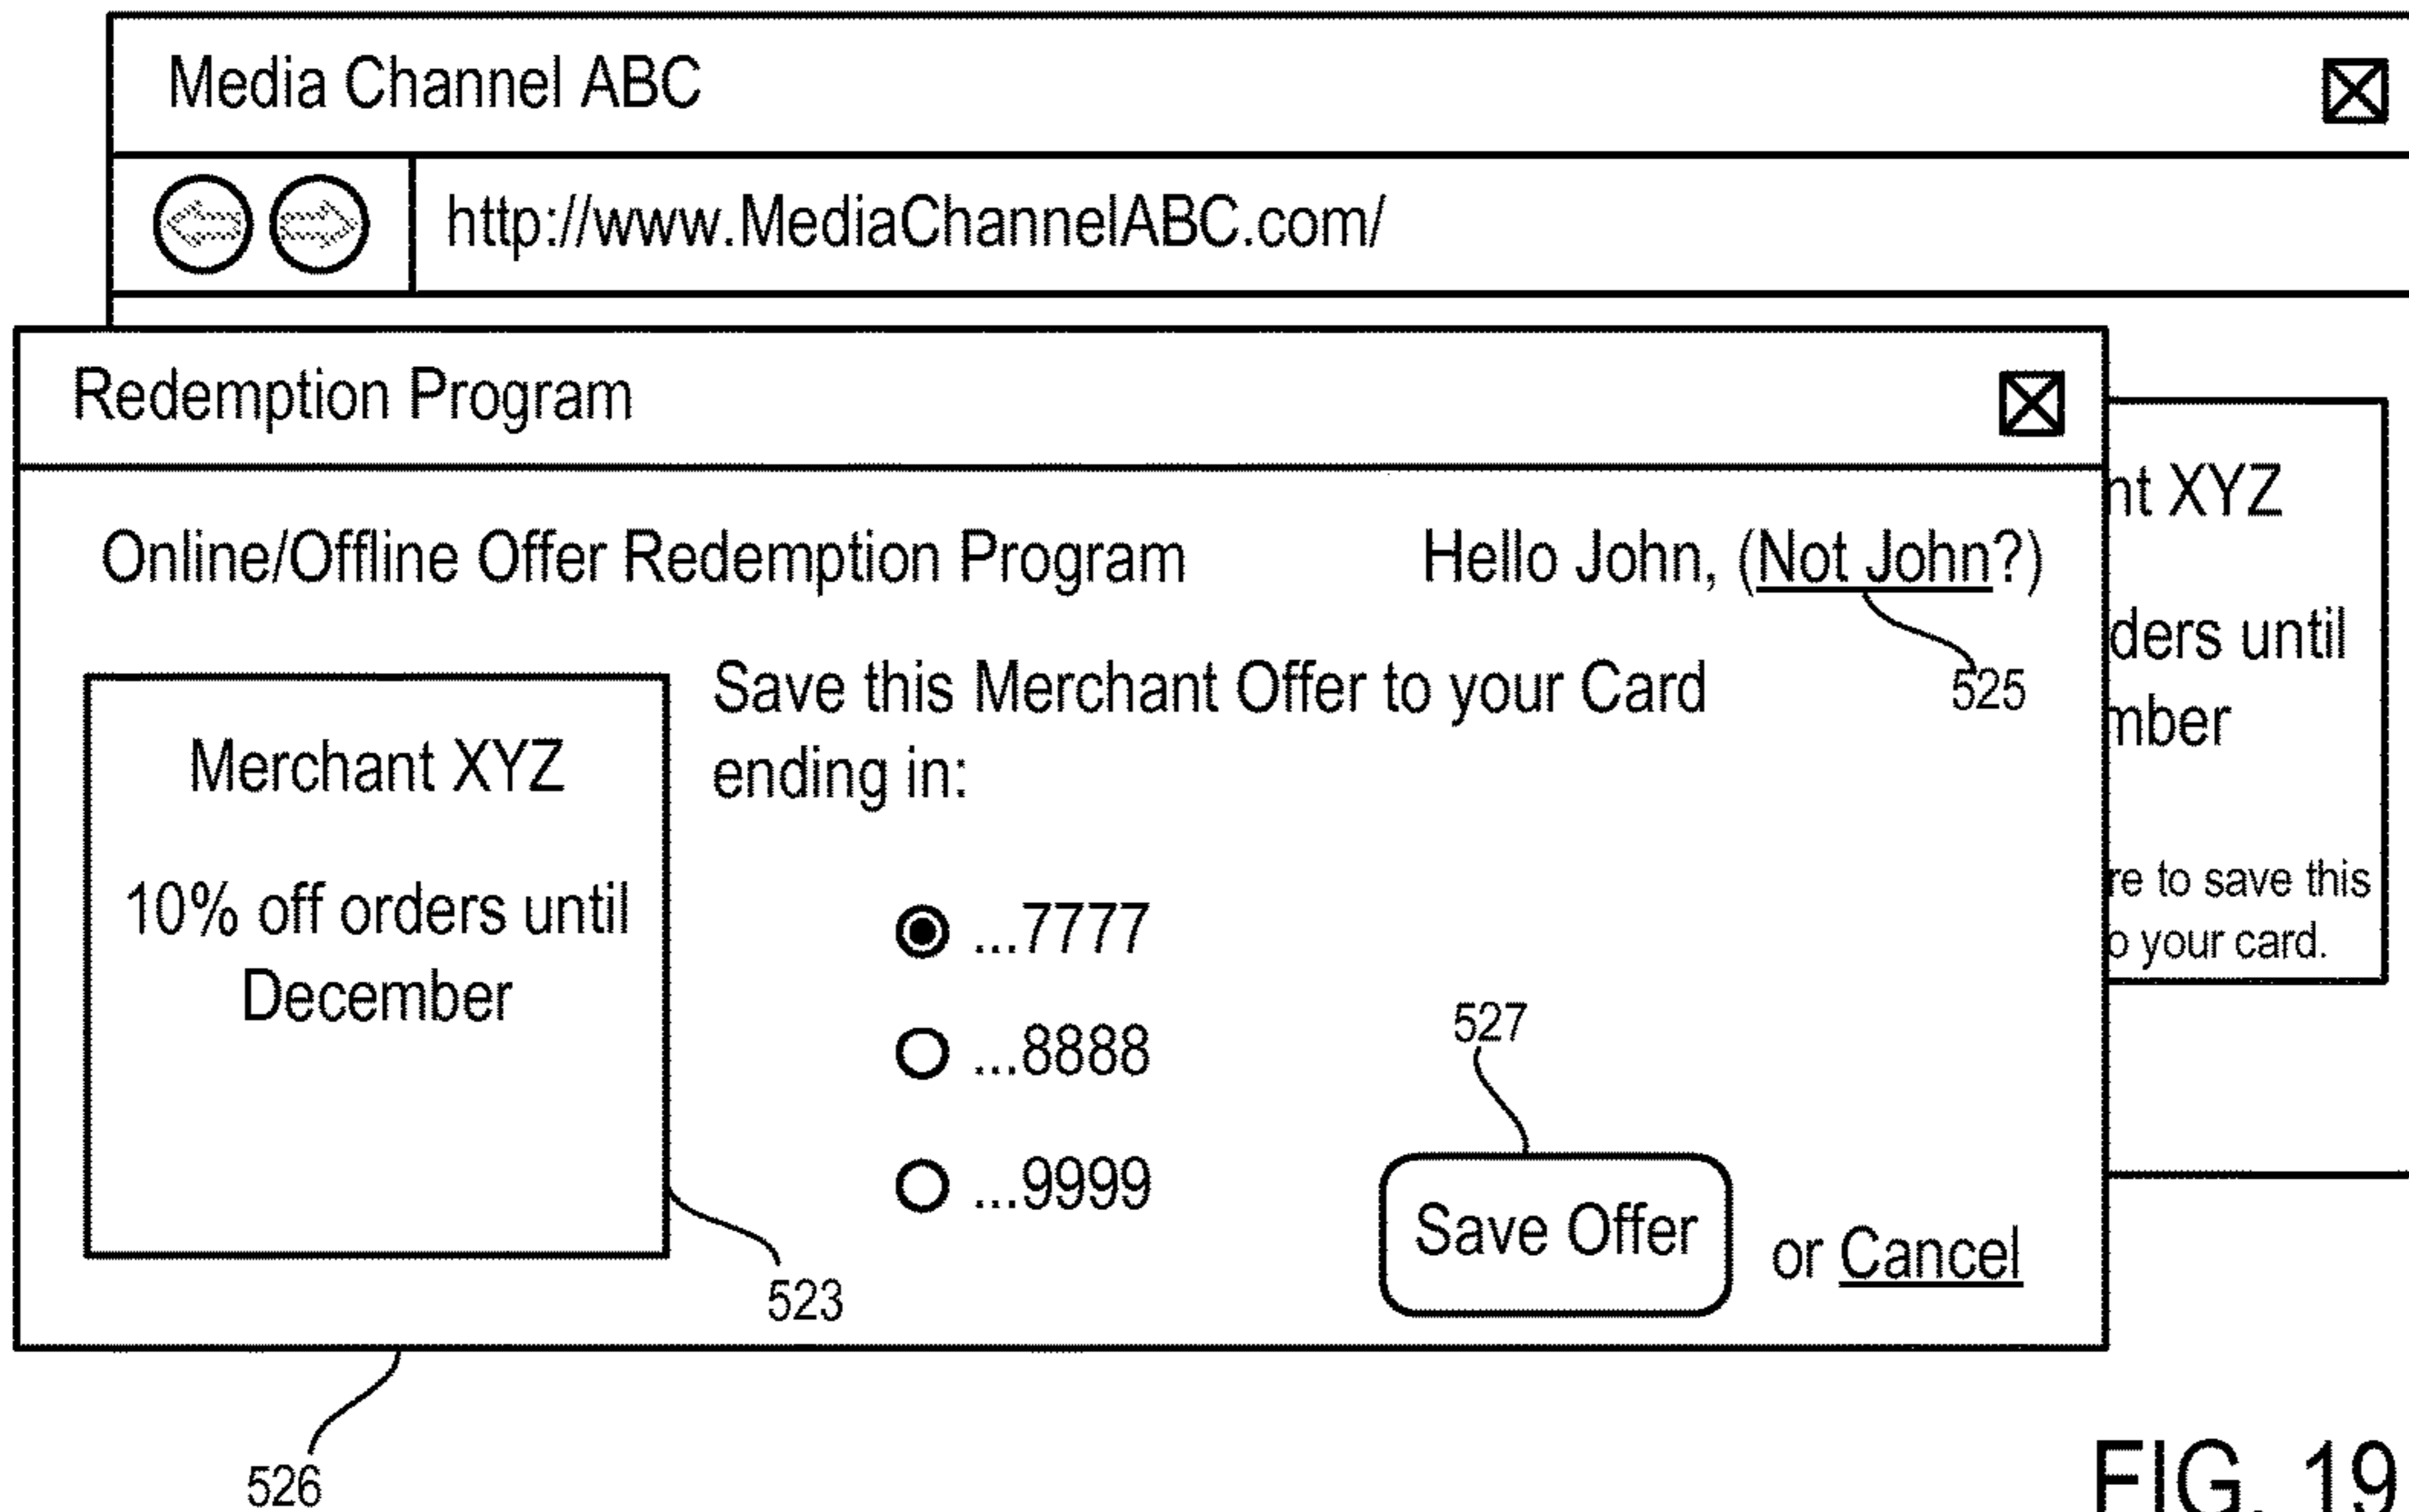 Media Channel ABC
http://www.MediaChannelABC.com/
Redemption Program
Online/Offline Offer Redemption Program
Hello John, (Not John?)
525
Save this Merchant Offer to your Card
ending in:
Merchant XYZ
10% off orders until
December
523
...7777
...8888
...9999
527
Save Offer
or Cancel
nt XYZ
ders until
mber
re to save this
o your card.
526
FIG. 19